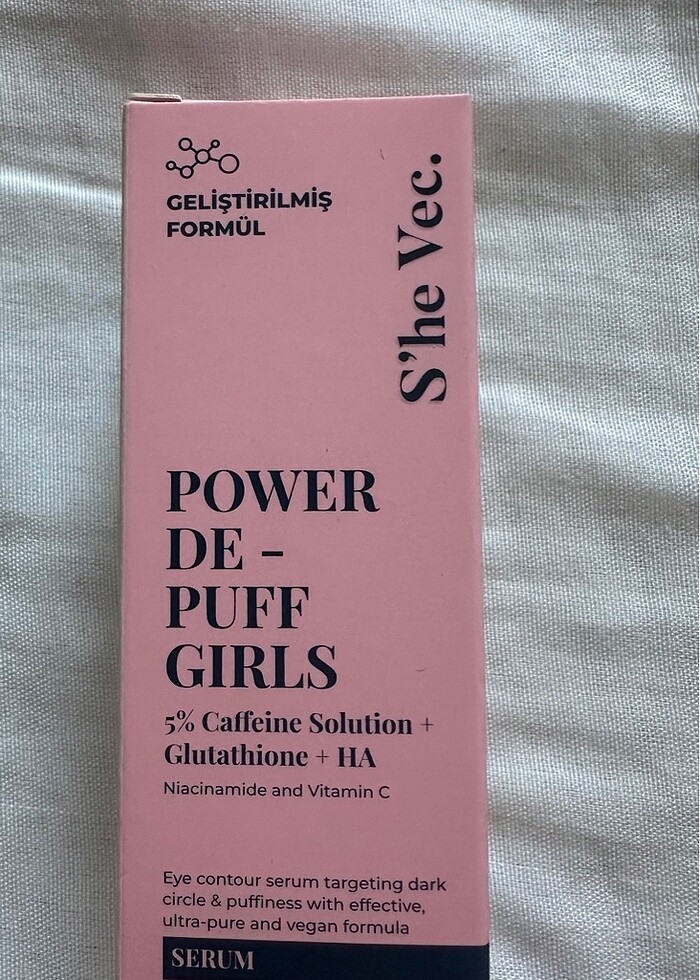 GELİŞTİRİLMİŞ
FORMÜL
S'he Vec.
POWER
DE –
PUFF
GIRLS
5% Caffeine Solution +
Glutathione + HA
Niacinamide and Vitamin C
Eye contour serum targeting dark
circle & puffiness with effective,
ultra-pure and vegan formula
SERUM